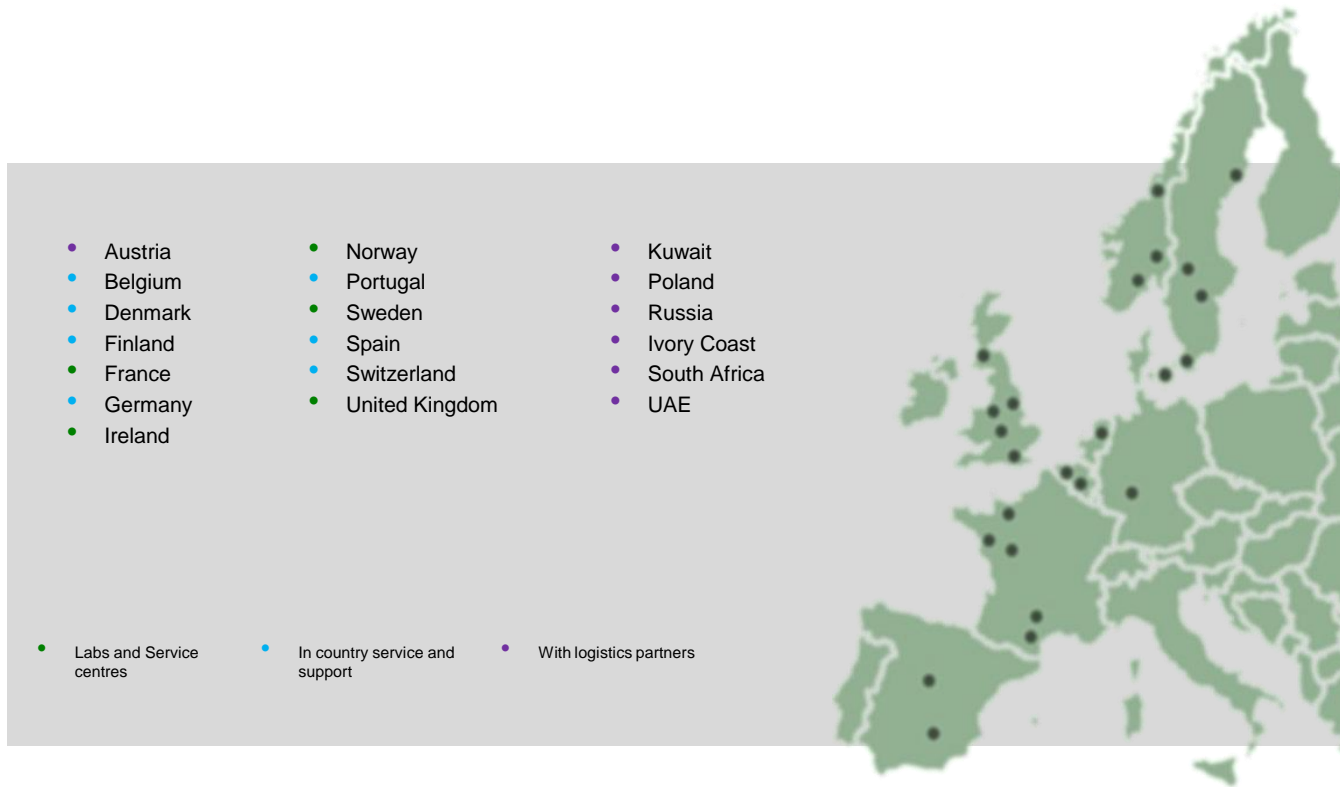 • Austria
• Belgium
• Denmark
• Finland
• France
• Germany
• Ireland
• Norway
• Portugal
• Sweden
• Spain
• Switzerland
• United Kingdom
• Kuwait
• Poland
• Russia
• Ivory Coast
• South Africa
• UAE
• Labs and Service
centres
• In country service and
support
• With logistics partners